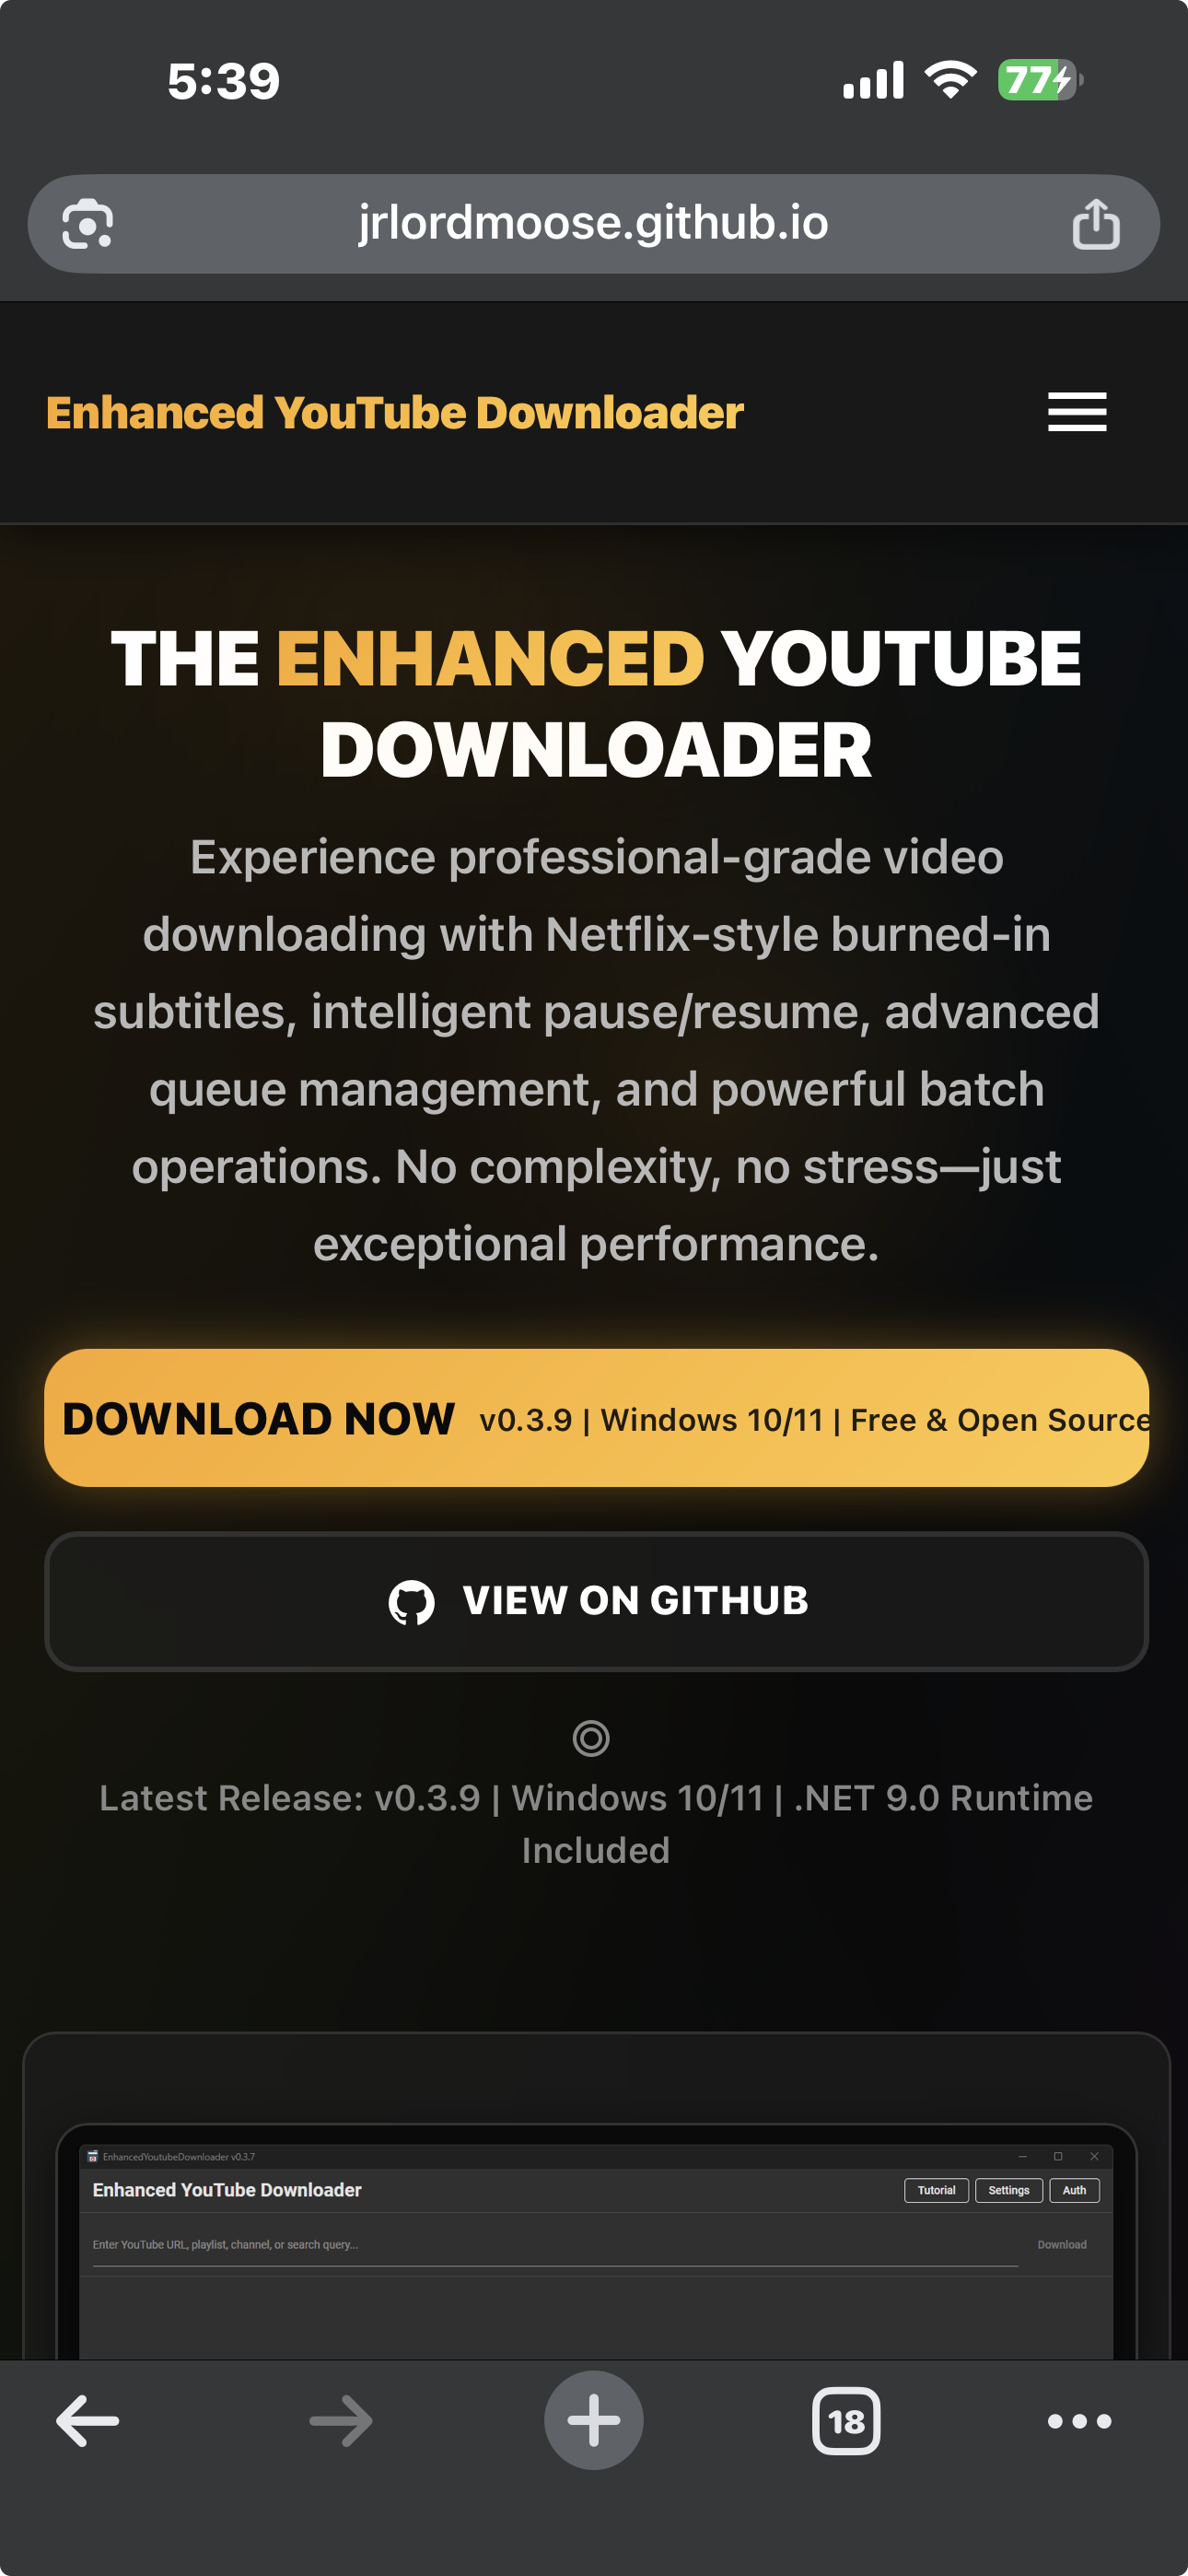 5:39
77
jrlordmoose.github.io
Enhanced YouTube Downloader
THE ENHANCED YOUTUBE
DOWNLOADER
Experience professional-grade video
downloading with Netflix-style burned-in
subtitles, intelligent pause/resume, advanced
queue management, and powerful batch
operations. No complexity, no stress—just
exceptional performance.
DOWNLOAD NOW v0.3.9 | Windows 10/11 | Free & Open Source
VIEW ON GITHUB
Latest Release: v0.3.9 | Windows 10/11 | .NET 9.0 Runtime
Included
EnhancedYoutubeDownloader v0.3.7
Enhanced YouTube Downloader
Tutorial Settings Auth
Enter YouTube URL, playlist, channel, or search query... Download
18